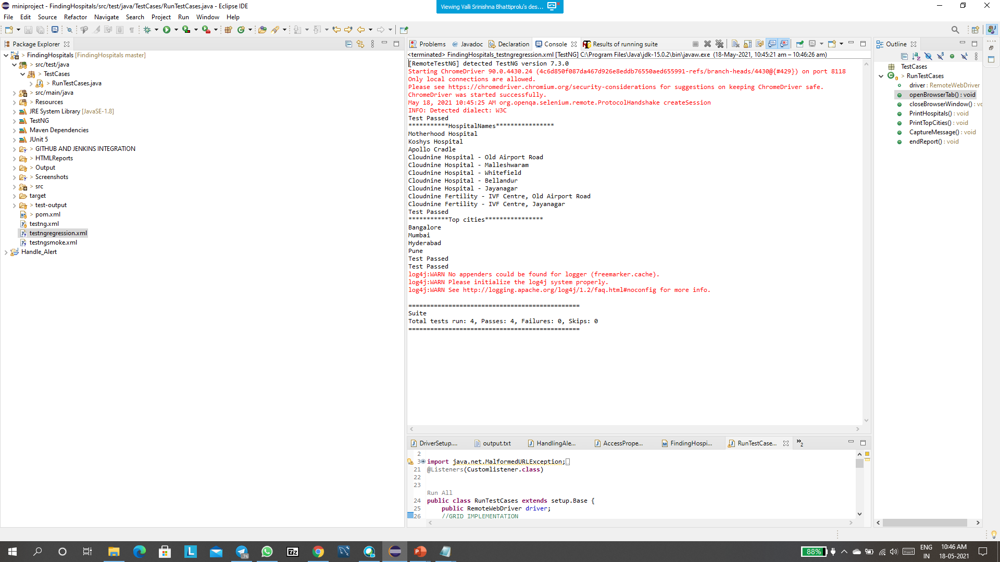 miniproject - FindingHospitals/src/test/java/TestCases/RunTestCases.java - Eclipse IDE
Viewing Valli Srinishna Bhattiprolu's des...
File Edit Source Refactor Navigate Search Project Run Window Help
Package Explorer
FindingHospitals [FindingHospitals master]
src/test/java
TestCases
RunTestCases.java
src/main/java
Resources
JRE System Library [JavaSE-1.8]
TestNG
Maven Dependencies
JUnit 5
GITHUB AND JENKINS INTEGRATION
HTMLReports
Output
Screenshots
src
target
test-output
pom.xml
testng.xml
testngregression.xml
testngsmoke.xml
Handle_Alert
Problems Javadoc Declaration Console Results of running suite
<terminated> FindingHospitals_testngregression.xml [TestNG] C:\Program Files\Java\jdk-15.0.2\bin\javaw.exe (18-May-2021, 10:45:21 am – 10:46:26 am)
[RemoteTestNG] detected TestNG version 7.3.0
Starting ChromeDriver 90.0.4430.24 (4c6d850f087da467d926e8eddb76550aed655991-refs/branch-heads/4430@{#429}) on port 8118
Only local connections are allowed.
Please see https://chromedriver.chromium.org/security-considerations for suggestions on keeping ChromeDriver safe.
ChromeDriver was started successfully.
May 18, 2021 10:45:25 AM org.openqa.selenium.remote.ProtocolHandshake createSession
INFO: Detected dialect: W3C
Test Passed
***********HospitalNames****************
Motherhood Hospital
Koshys Hospital
Apollo Cradle
Cloudnine Hospital - Old Airport Road
Cloudnine Hospital - Malleshwaram
Cloudnine Hospital - Whitefield
Cloudnine Hospital - Bellandur
Cloudnine Hospital - Jayanagar
Cloudnine Fertility - IVF Centre, Old Airport Road
Cloudnine Fertility - IVF Centre, Jayanagar
Test Passed
***********Top cities****************
Bangalore
Mumbai
Hyderabad
Pune
Test Passed
Test Passed
log4j:WARN No appenders could be found for logger (freemarker.cache).
log4j:WARN Please initialize the log4j system properly.
log4j:WARN See http://logging.apache.org/log4j/1.2/faq.html#noconfig for more info.
===============================================
Suite
Total tests run: 4, Passes: 4, Failures: 0, Skips: 0
===============================================
DriverSetup.... output.txt HandlingAle... AccessPrope... FindingHospi... RunTestCase... 2
2
3 import java.net.MalformedURLException;
21 @Listeners(Customlistener.class)
22
23
Run All
24 public class RunTestCases extends setup.Base {
25 public RemoteWebDriver driver;
26 //GRID IMPLEMENTATION
Outline
TestCases
RunTestCases
driver : RemoteWebDriver
openBrowserTab() : void
closeBrowserWindow() : vo
PrintHospitals() : void
PrintTopCities() : void
CaptureMessage() : void
endReport() : void
88%
ENG
IN
10:46 AM
18-05-2021